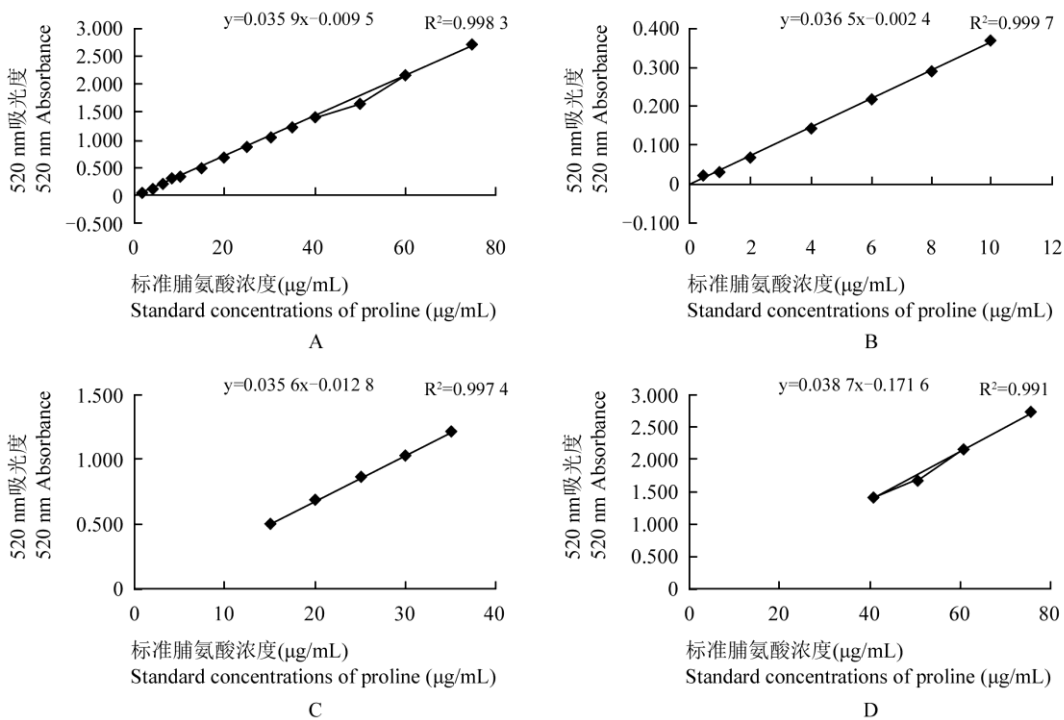 y=0.035 9x−0.009 5 R²=0.998 3
3.000
2.500
2.000
1.500
1.000
0.500
0
−0.500
520 nm吸光度
520 nm Absorbance
0 20 40 60 80
标准脯氨酸浓度(μg/mL)
Standard concentrations of proline (μg/mL)
A
y=0.036 5x−0.002 4 R²=0.999 7
0.400
0.300
0.200
0.100
0
−0.100
520 nm吸光度
520 nm Absorbance
0 2 4 6 8 10 12
标准脯氨酸浓度(μg/mL)
Standard concentrations of proline (μg/mL)
B
y=0.035 6x−0.012 8 R²=0.997 4
1.500
1.000
0.500
0
520 nm吸光度
520 nm Absorbance
0 10 20 30 40
标准脯氨酸浓度(μg/mL)
Standard concentrations of proline (μg/mL)
C
y=0.038 7x−0.171 6 R²=0.991
3.000
2.500
2.000
1.500
1.000
0.500
0
520 nm吸光度
520 nm Absorbance
0 20 40 60 80
标准脯氨酸浓度(μg/mL)
Standard concentrations of proline (μg/mL)
D